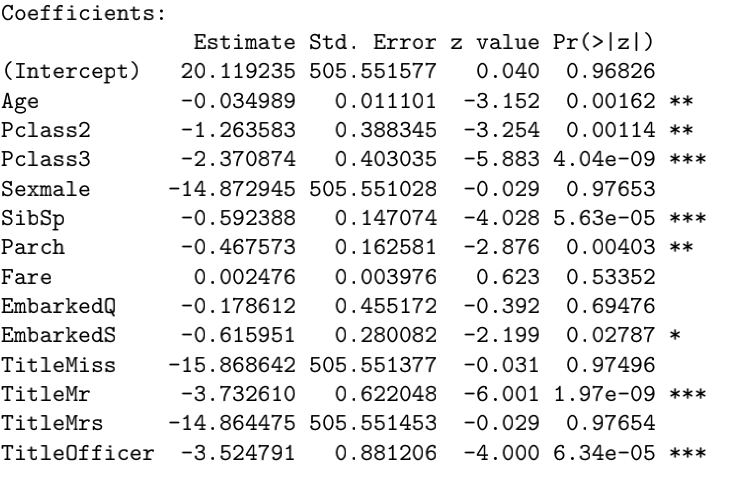 Coefficients:
Estimate Std. Error z value Pr(>|z|)
(Intercept) 20.119235 505.551577 0.040 0.96826
Age -0.034989 0.011101 -3.152 0.00162 **
Pclass2 -1.263583 0.388345 -3.254 0.00114 **
Pclass3 -2.370874 0.403035 -5.883 4.04e-09 ***
Sexmale -14.872945 505.551028 -0.029 0.97653
SibSp -0.592388 0.147074 -4.028 5.63e-05 ***
Parch -0.467573 0.162581 -2.876 0.00403 **
Fare 0.002476 0.003976 0.623 0.53352
EmbarkedQ -0.178612 0.455172 -0.392 0.69476
EmbarkedS -0.615951 0.280082 -2.199 0.02787 *
TitleMiss -15.868642 505.551377 -0.031 0.97496
TitleMr -3.732610 0.622048 -6.001 1.97e-09 ***
TitleMrs -14.864475 505.551453 -0.029 0.97654
TitleOfficer -3.524791 0.881206 -4.000 6.34e-05 ***